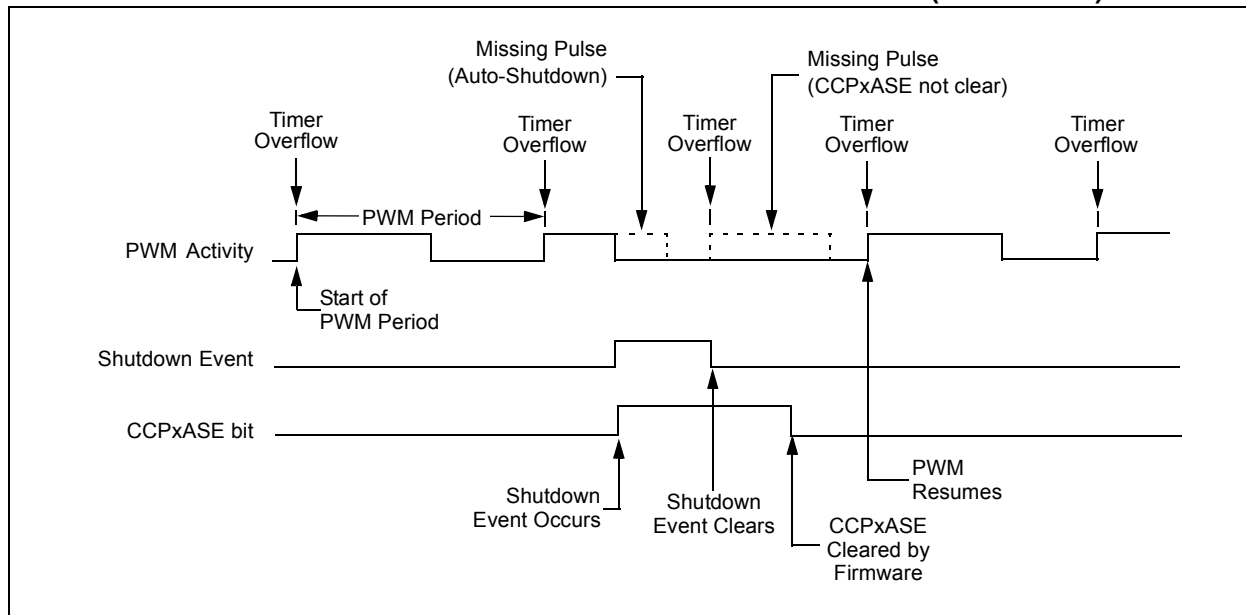 Missing Pulse
(Auto-Shutdown)
Missing Pulse
(CCPxASE not clear)
Timer
Overflow
Timer
Overflow
Timer
Overflow
Timer
Overflow
Timer
Overflow
PWM Period
PWM Activity
Start of
PWM Period
Shutdown Event
CCPxASE bit
Shutdown
Event Occurs
Shutdown
Event Clears
PWM
Resumes
CCPxASE
Cleared by
Firmware